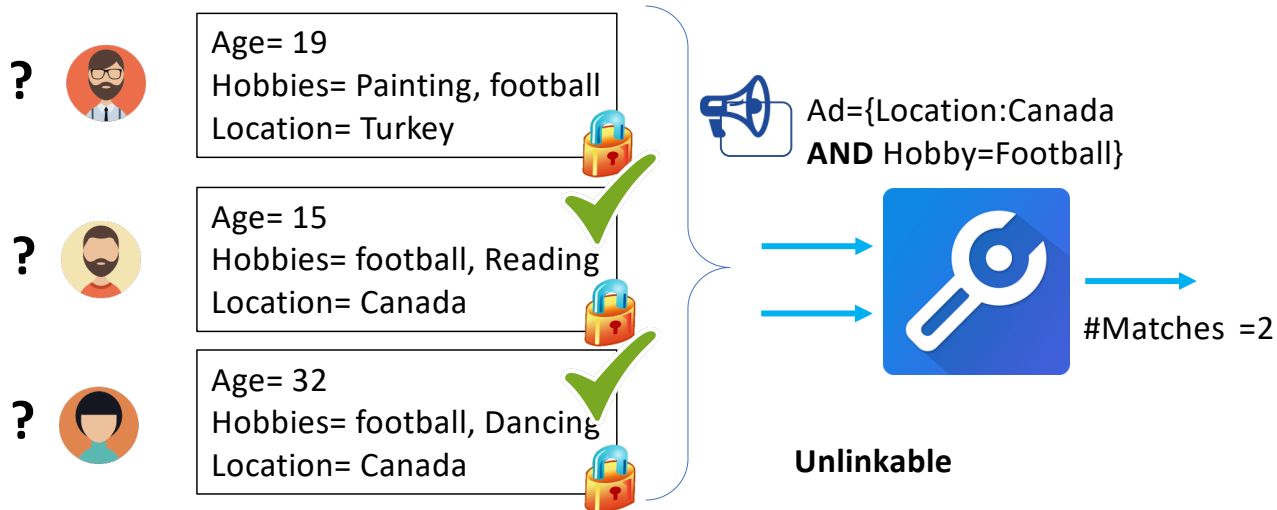 ?
Age= 19
Hobbies= Painting, football
Location= Turkey
?
Age= 15
Hobbies= football, Reading
Location= Canada
?
Age= 32
Hobbies= football, Dancing
Location= Canada
Ad={Location:Canada
AND Hobby=Football}
#Matches =2
Unlinkable